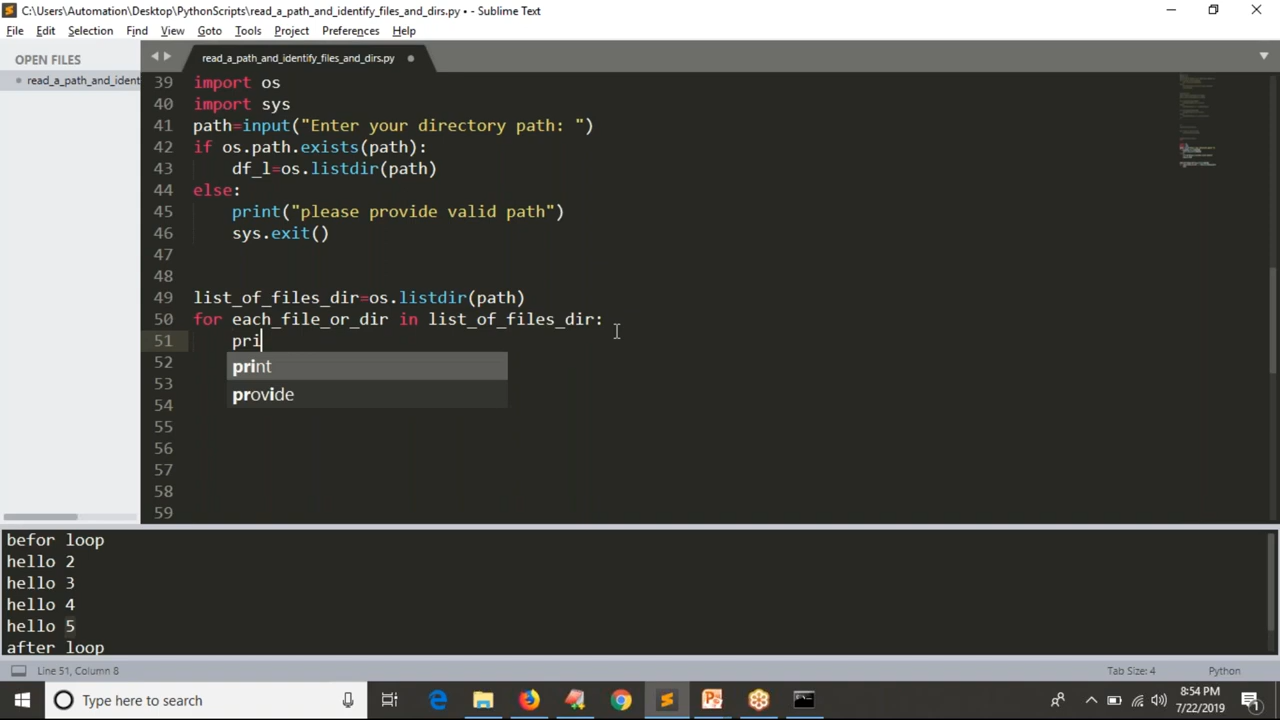 C:\Users\Automation\Desktop\PythonScripts\read_a_path_and_identify_files_and_dirs.py • - Sublime Text
File Edit Selection Find View Goto Tools Project Preferences Help
OPEN FILES
read_a_path_and_ident
read_a_path_and_identify_files_and_dirs.py
39 import os
40 import sys
41 path=input("Enter your directory path: ")
42 if os.path.exists(path):
43     df_l=os.listdir(path)
44 else:
45     print("please provide valid path")
46     sys.exit()
47
48
49 list_of_files_dir=os.listdir(path)
50 for each_file_or_dir in list_of_files_dir:
51     pri
52 print
53 provide
54
55
56
57
58
59
befor loop
hello 2
hello 3
hello 4
hello 5
after loop
Line 51, Column 8 Tab Size: 4 Python
Type here to search 8:54 PM
7/22/2019 1